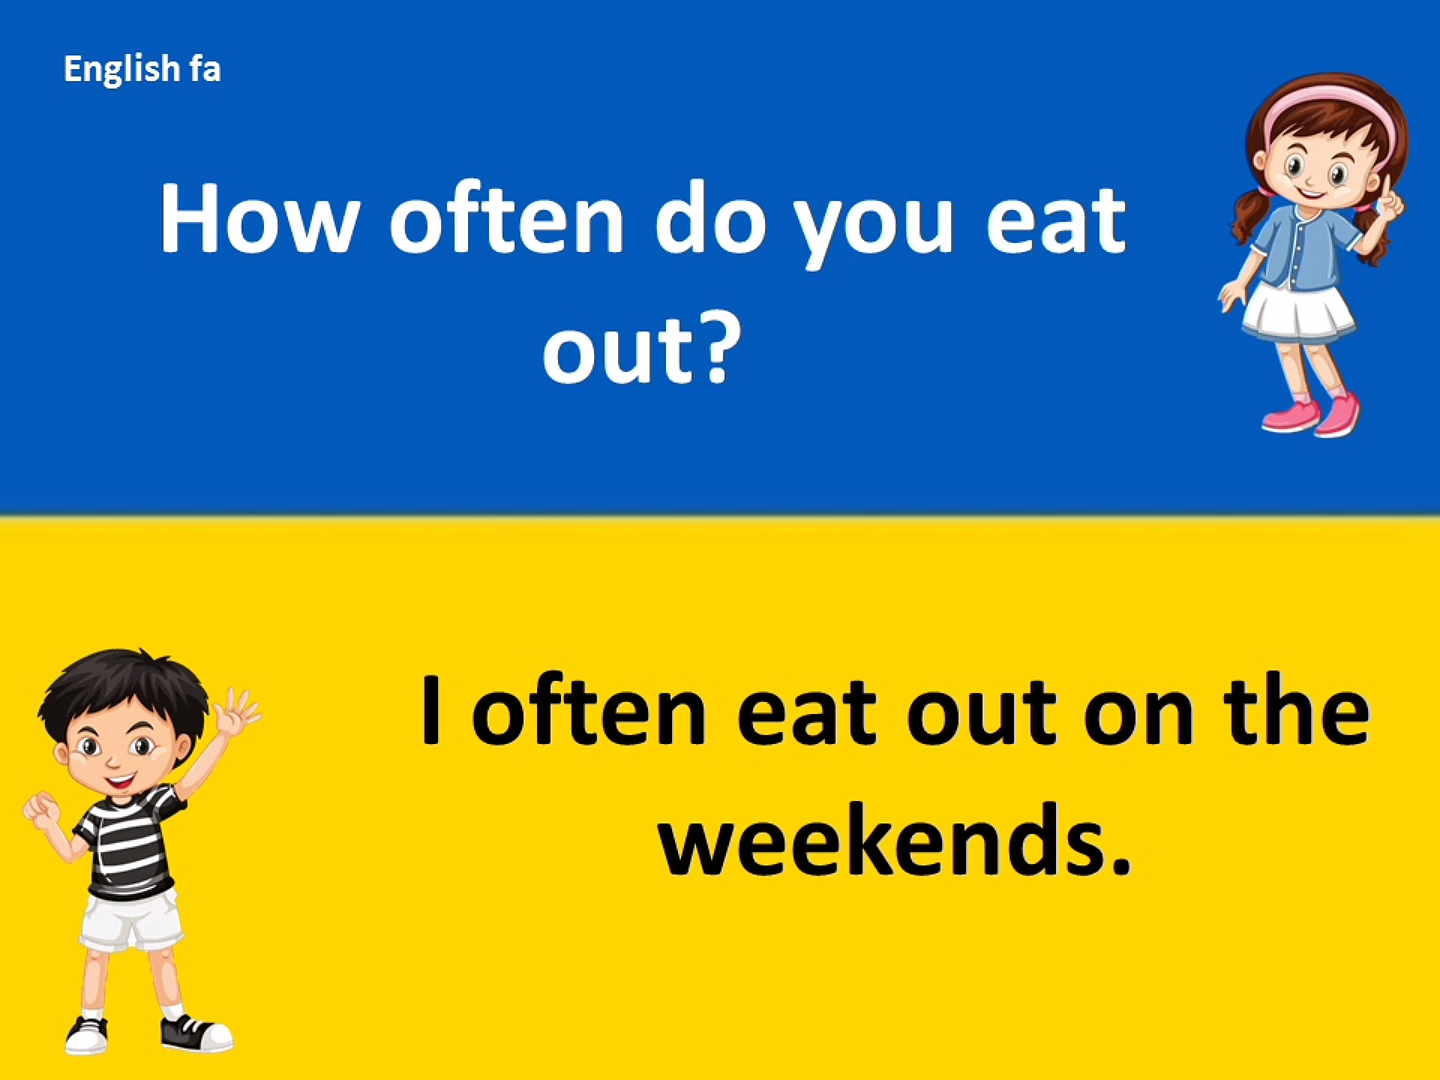 English fa
How often do you eat
out?
I often eat out on the
weekends.